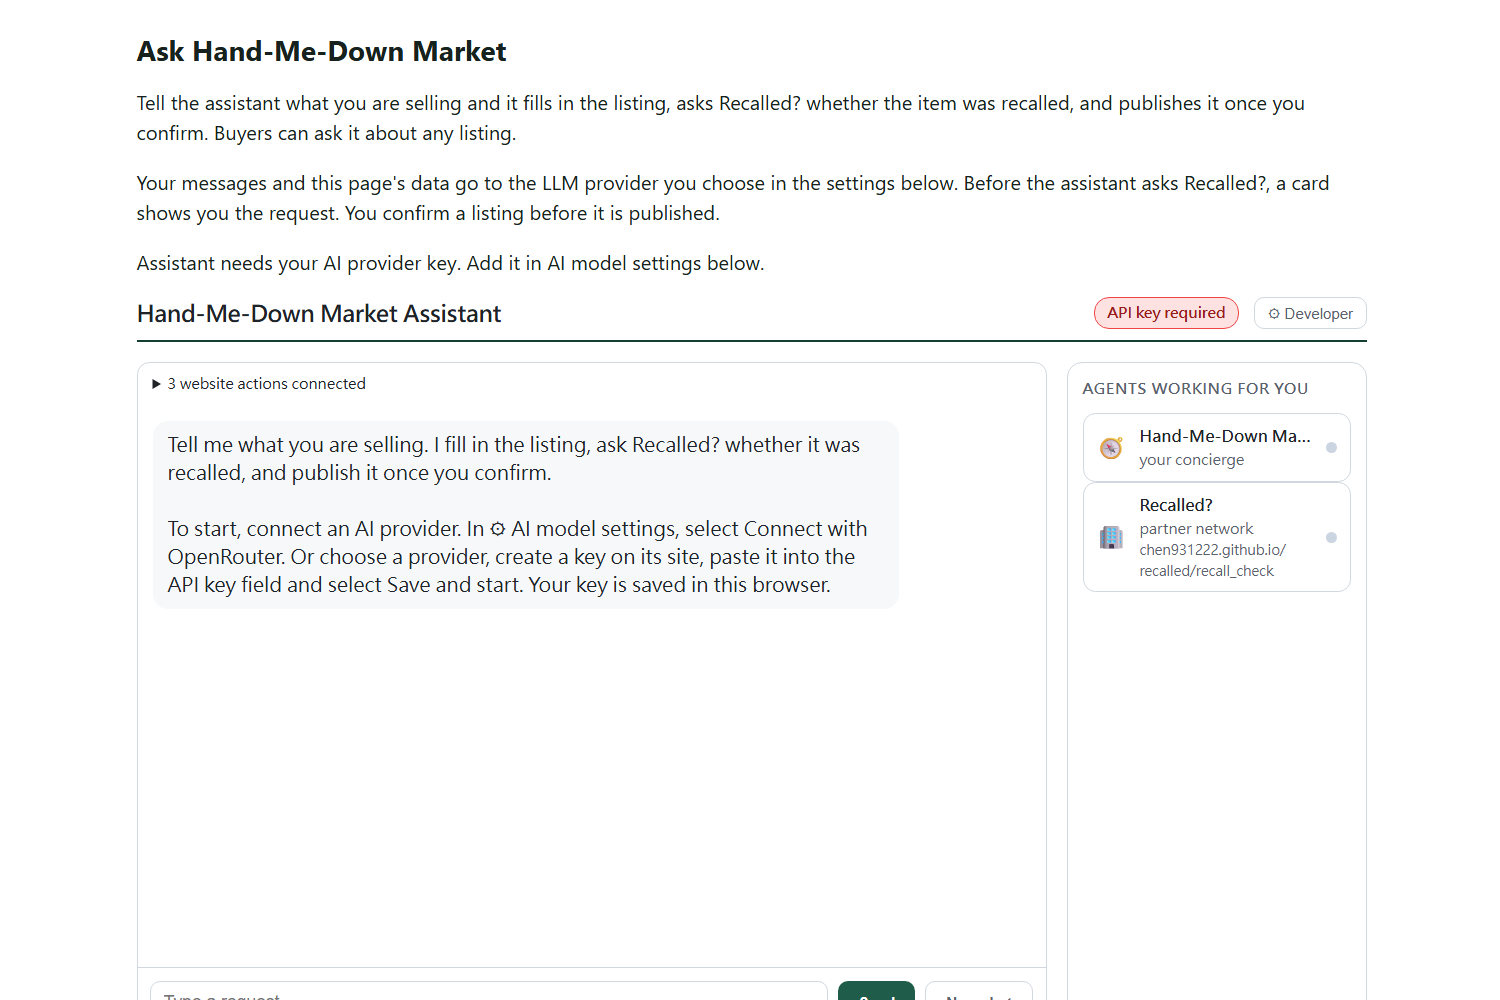 Ask Hand-Me-Down Market
Tell the assistant what you are selling and it fills in the listing, asks Recalled? whether the item was recalled, and publishes it once you
confirm. Buyers can ask it about any listing.
Your messages and this page's data go to the LLM provider you choose in the settings below. Before the assistant asks Recalled?, a card
shows you the request. You confirm a listing before it is published.
Assistant needs your AI provider key. Add it in AI model settings below.
Hand-Me-Down Market Assistant
API key required
⚙ Developer
▶ 3 website actions connected
Tell me what you are selling. I fill in the listing, ask Recalled? whether it was
recalled, and publish it once you confirm.
To start, connect an AI provider. In ⚙ AI model settings, select Connect with
OpenRouter. Or choose a provider, create a key on its site, paste it into the
API key field and select Save and start. Your key is saved in this browser.
AGENTS WORKING FOR YOU
Hand-Me-Down Ma...
your concierge
Recalled?
partner network
chen931222.github.io/
recalled/recall_check
Type a request